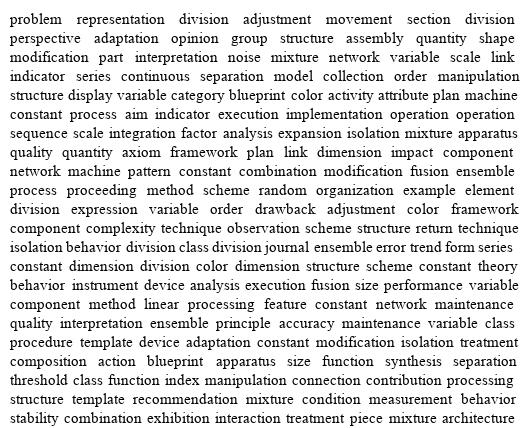 problem representation division adjustment movement section division
perspective adaptation opinion group structure assembly quantity shape
modification part interpretation noise mixture network variable scale link
indicator series continuous separation model collection order manipulation
structure display variable category blueprint color activity attribute plan machine
constant process aim indicator execution implementation operation operation
sequence scale integration factor analysis expansion isolation mixture apparatus
quality quantity axiom framework plan link dimension impact component
network machine pattern constant combination modification fusion ensemble
process proceeding method scheme random organization example element
division expression variable order drawback adjustment color framework
component complexity technique observation scheme structure return technique
isolation behavior division class division journal ensemble error trend form series
constant dimension division color dimension structure scheme constant theory
behavior instrument device analysis execution fusion size performance variable
component method linear processing feature constant network maintenance
quality interpretation ensemble principle accuracy maintenance variable class
procedure template device adaptation constant modification isolation treatment
composition action blueprint apparatus size function synthesis separation
threshold class function index manipulation connection contribution processing
structure template recommendation mixture condition measurement behavior
stability combination exhibition interaction treatment piece mixture architecture